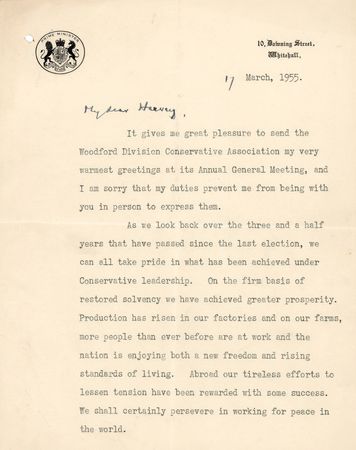 PRIME MINISTER
10, Downing Street,
Whitehall.
17 March, 1955.
My dear Harvey,
It gives me great pleasure to send the
Woodford Division Conservative Association my very
warmest greetings at its Annual General Meeting, and
I am sorry that my duties prevent me from being with
you in person to express them.
As we look back over the three and a half
years that have passed since the last election, we
can all take pride in what has been achieved under
Conservative leadership. On the firm basis of
restored solvency we have achieved greater prosperity.
Production has risen in our factories and on our farms,
more people than ever before are at work and the
nation is enjoying both a new freedom and rising
standards of living. Abroad our tireless efforts to
lessen tension have been rewarded with some success.
We shall certainly persevere in working for peace in
the world.